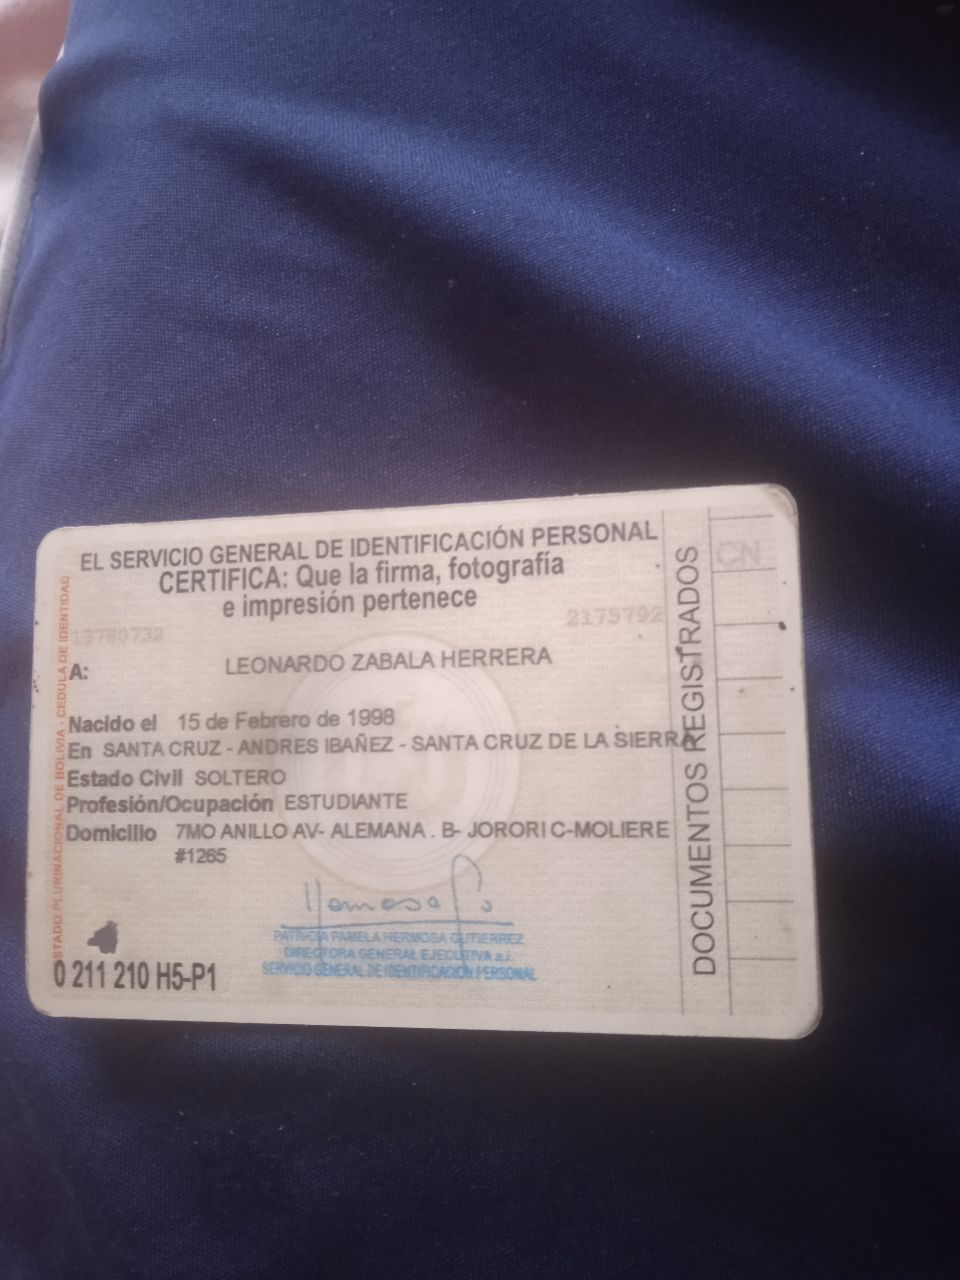 EL SERVICIO GENERAL DE IDENTIFICACIÓN PERSONAL
CERTIFICA: Que la firma, fotografía
e impresión pertenece
13780732
2175792
A: LEONARDO ZABALA HERRERA
Nacido el 15 de Febrero de 1998
En SANTA CRUZ - ANDRES IBAÑEZ - SANTA CRUZ DE LA SIERRA
Estado Civil SOLTERO
Profesión/Ocupación ESTUDIANTE
Domicilio 7MO ANILLO AV- ALEMANA . B- JORORI C-MOLIERE
#1265
PATRICIA PAMELA HERMOSA GUTIERREZ
DIRECTORA GENERAL EJECUTIVA a.i.
SERVICIO GENERAL DE IDENTIFICACIÓN PERSONAL
0 211 210 H5-P1
ESTADO PLURINACIONAL DE BOLIVIA - CEDULA DE IDENTIDAD
DOCUMENTOS REGISTRADOS
CN